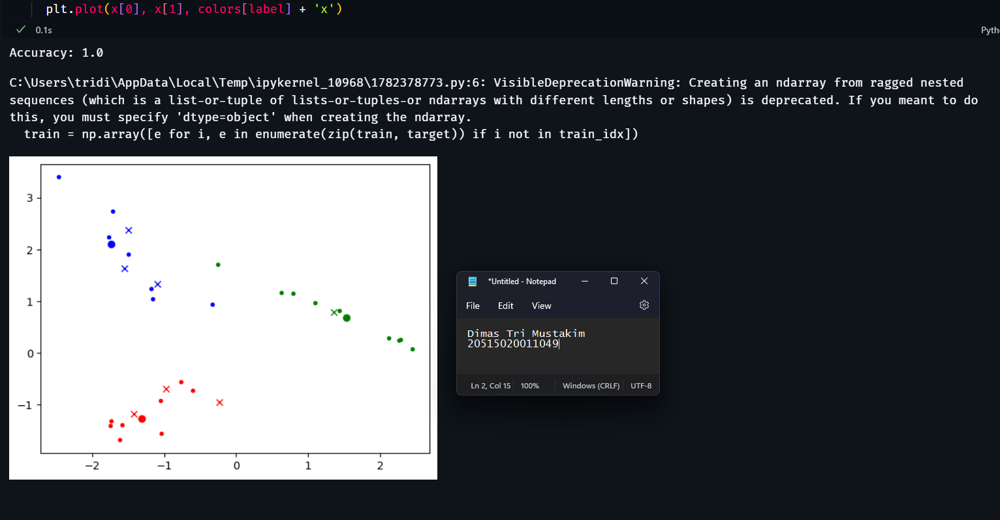 plt.plot(x[0], x[1], colors[label] + 'x')
0.1s
Pyth
Accuracy: 1.0
C:\Users\tridi\AppData\Local\Temp\ipykernel_10968\1782378773.py:6: VisibleDeprecationWarning: Creating an ndarray from ragged nested
sequences (which is a list-or-tuple of lists-or-tuples-or ndarrays with different lengths or shapes) is deprecated. If you meant to do
this, you must specify 'dtype=object' when creating the ndarray.
train = np.array([e for i, e in enumerate(zip(train, target)) if i not in train_idx])
3
2
1
0
−1
−2 −1 0 1 2
*Untitled - Notepad
File Edit View
Dimas Tri Mustakim
20515020011049
Ln 2, Col 15 100% Windows (CRLF) UTF-8